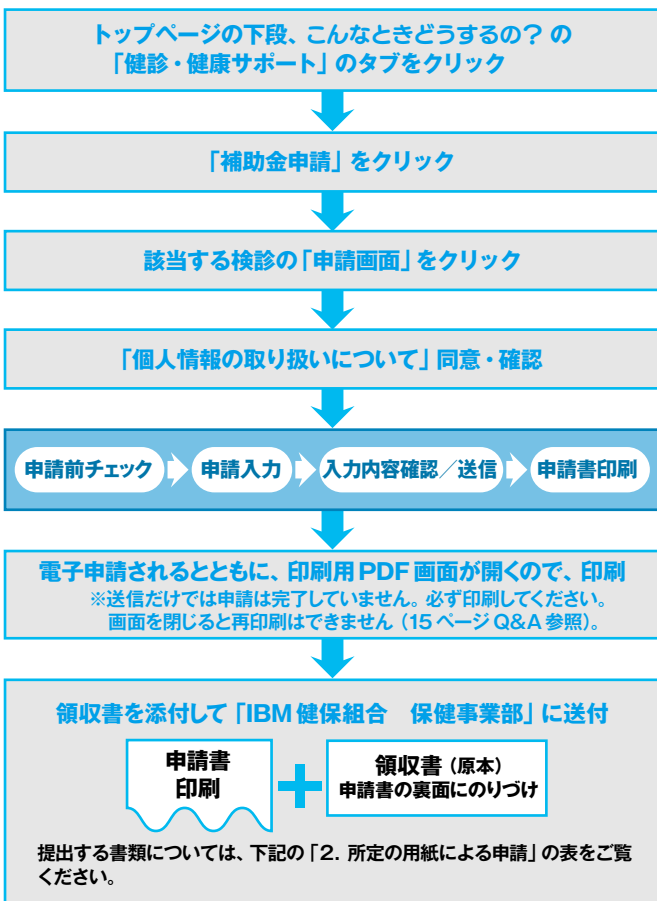 トップページの下段、こんなときどうするの？の
「健診・健康サポート」のタブをクリック
「補助金申請」をクリック
該当する検診の「申請画面」をクリック
「個人情報の取り扱いについて」同意・確認
申請前チェック 申請入力 入力内容確認／送信 申請書印刷
電子申請されるとともに、印刷用PDF画面が開くので、印刷
※送信だけでは申請は完了していません。必ず印刷してください。
画面を閉じると再印刷はできません（15ページQ&A参照）。
領収書を添付して「IBM健保組合　保健事業部」に送付
申請書
印刷
領収書（原本）
申請書の裏面にのりづけ
提出する書類については、下記の「2. 所定の用紙による申請」の表をご覧
ください。